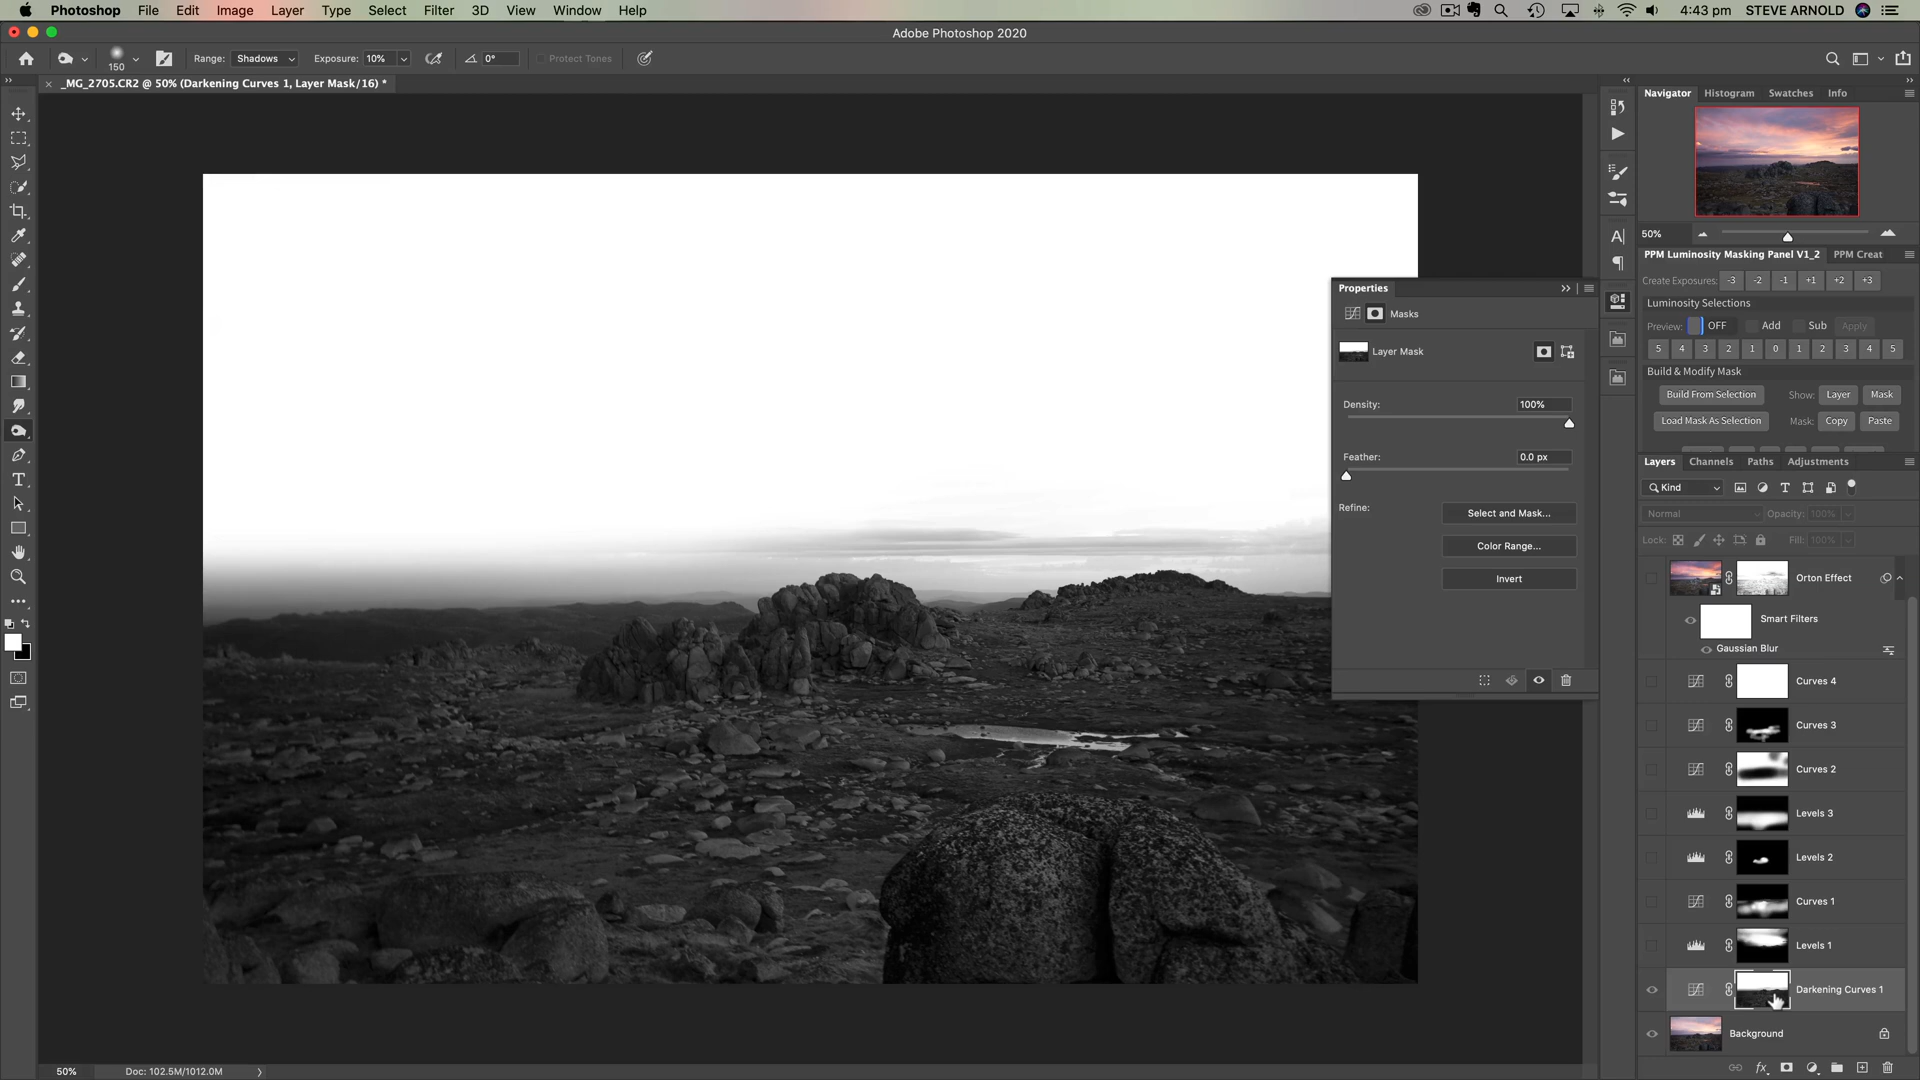 Photoshop File Edit Image Layer Type Select Filter 3D View Window Help 4:43 pm STEVE ARNOLD
Adobe Photoshop 2020
150 Range: Shadows Exposure: 10% 0° Protect Tones
_MG_2705.CR2 @ 50% (Darkening Curves 1, Layer Mask/16) *
Navigator Histogram Swatches Info
50%
PPM Luminosity Masking Panel V1_2 PPM Creat
Create Exposures: -3 -2 -1 +1 +2 +3
Luminosity Selections
Preview: OFF Add Sub Apply
5 4 3 2 1 0 1 2 3 4 5
Build & Modify Mask
Build From Selection Show: Layer Mask
Load Mask As Selection Mask: Copy Paste
Properties
Masks
Layer Mask
Density: 100%
Feather: 0.0 px
Refine: Select and Mask...
Color Range...
Invert
Layers Channels Paths Adjustments
Kind
Normal Opacity: 100%
Lock: Fill: 100%
Orton Effect
Smart Filters
Gaussian Blur
Curves 4
Curves 3
Curves 2
Levels 3
Levels 2
Curves 1
Levels 1
Darkening Curves 1
Background
50% Doc: 102.5M/1012.0M